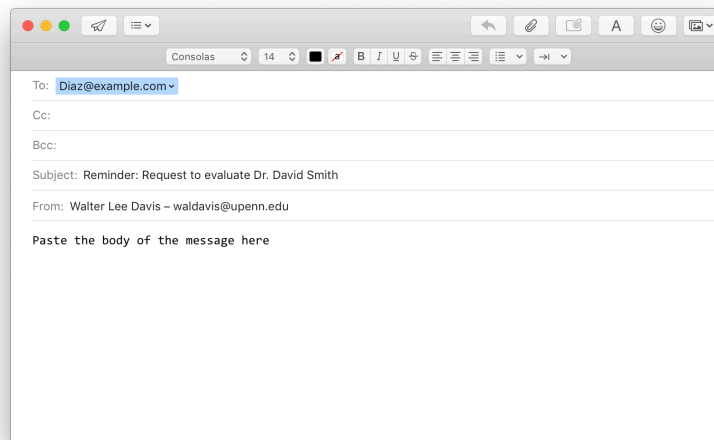 Consolas 14 a B I U S
To: Diaz@example.com
Cc:
Bcc:
Subject: Reminder: Request to evaluate Dr. David Smith
From: Walter Lee Davis – waldavis@upenn.edu
Paste the body of the message here